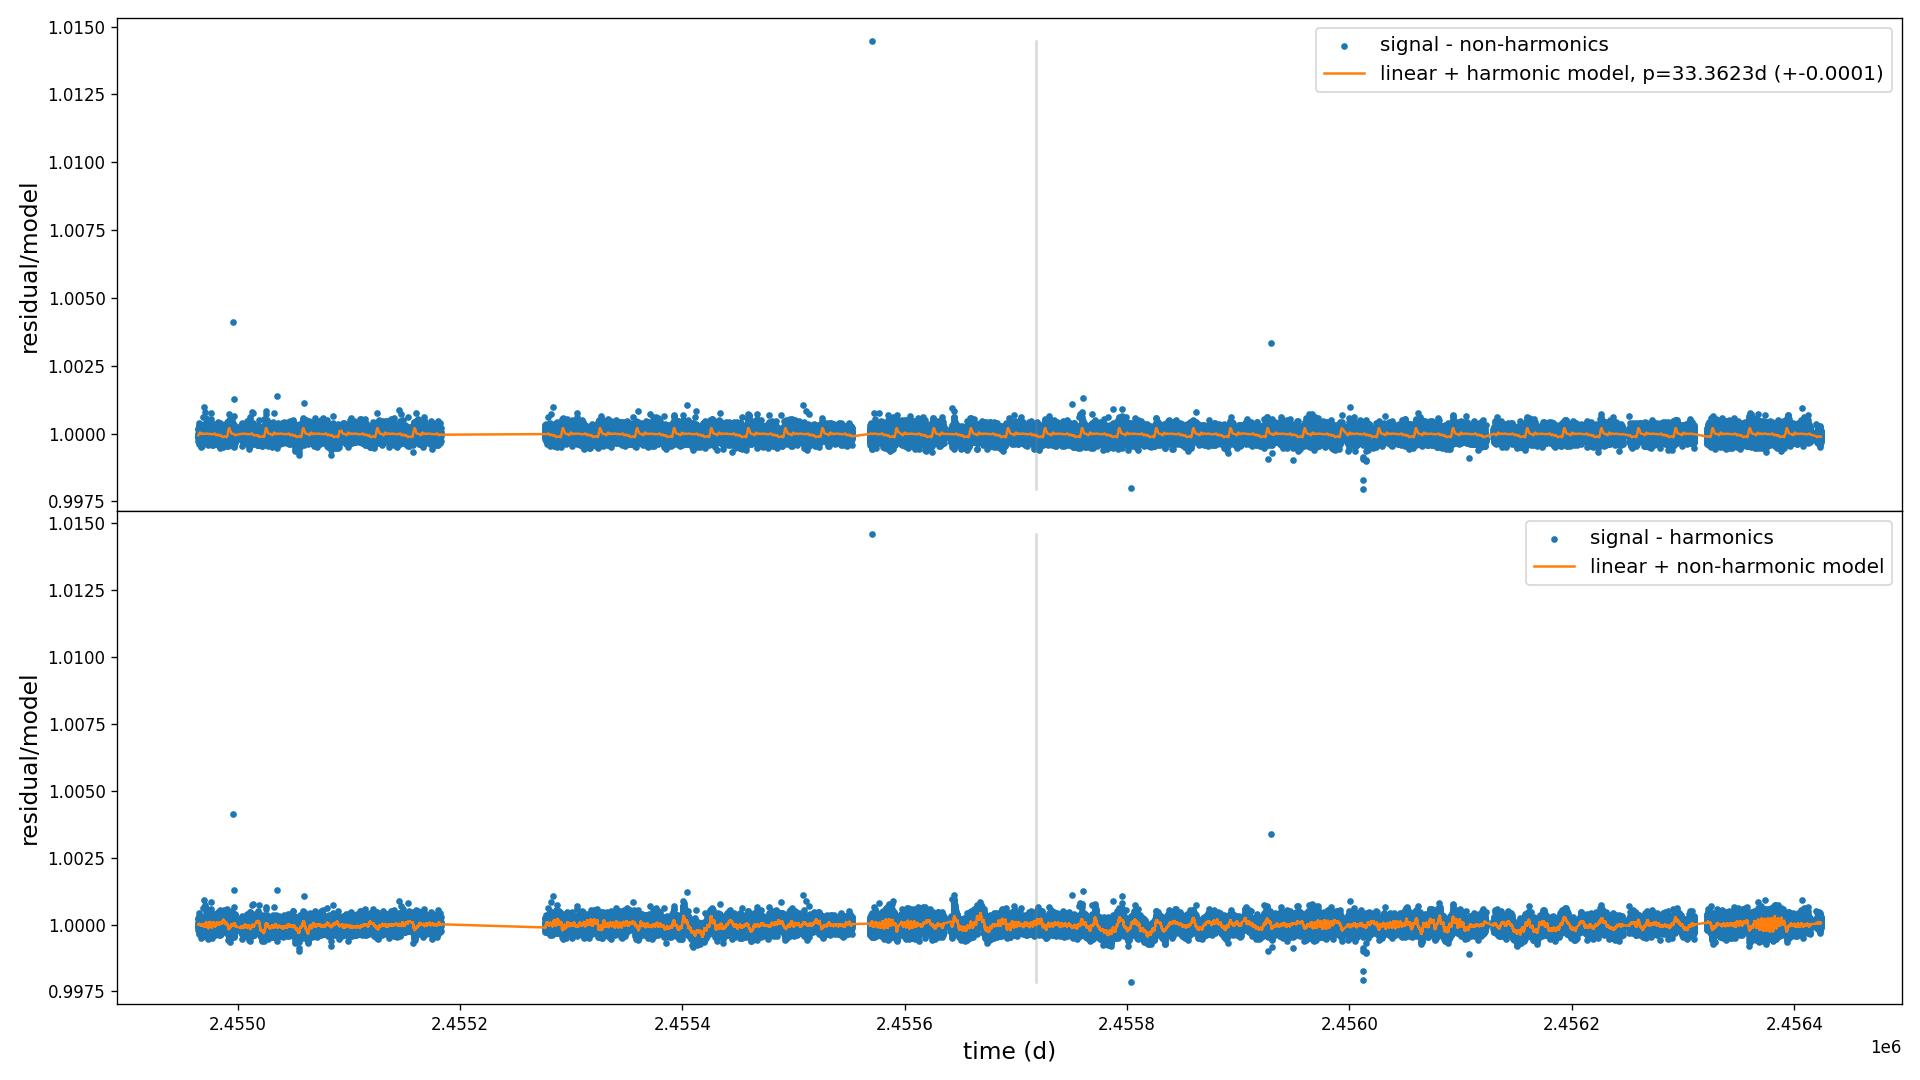 1.0150
1.0125
1.0100
1.0075
1.0050
1.0025
1.0000
0.9975
residual/model
signal - non-harmonics
linear + harmonic model, p=33.3623d (+-0.0001)
1.0150
1.0125
1.0100
1.0075
1.0050
1.0025
1.0000
0.9975
residual/model
signal - harmonics
linear + non-harmonic model
2.4550 2.4552 2.4554 2.4556 2.4558 2.4560 2.4562 2.4564
time (d)
1e6